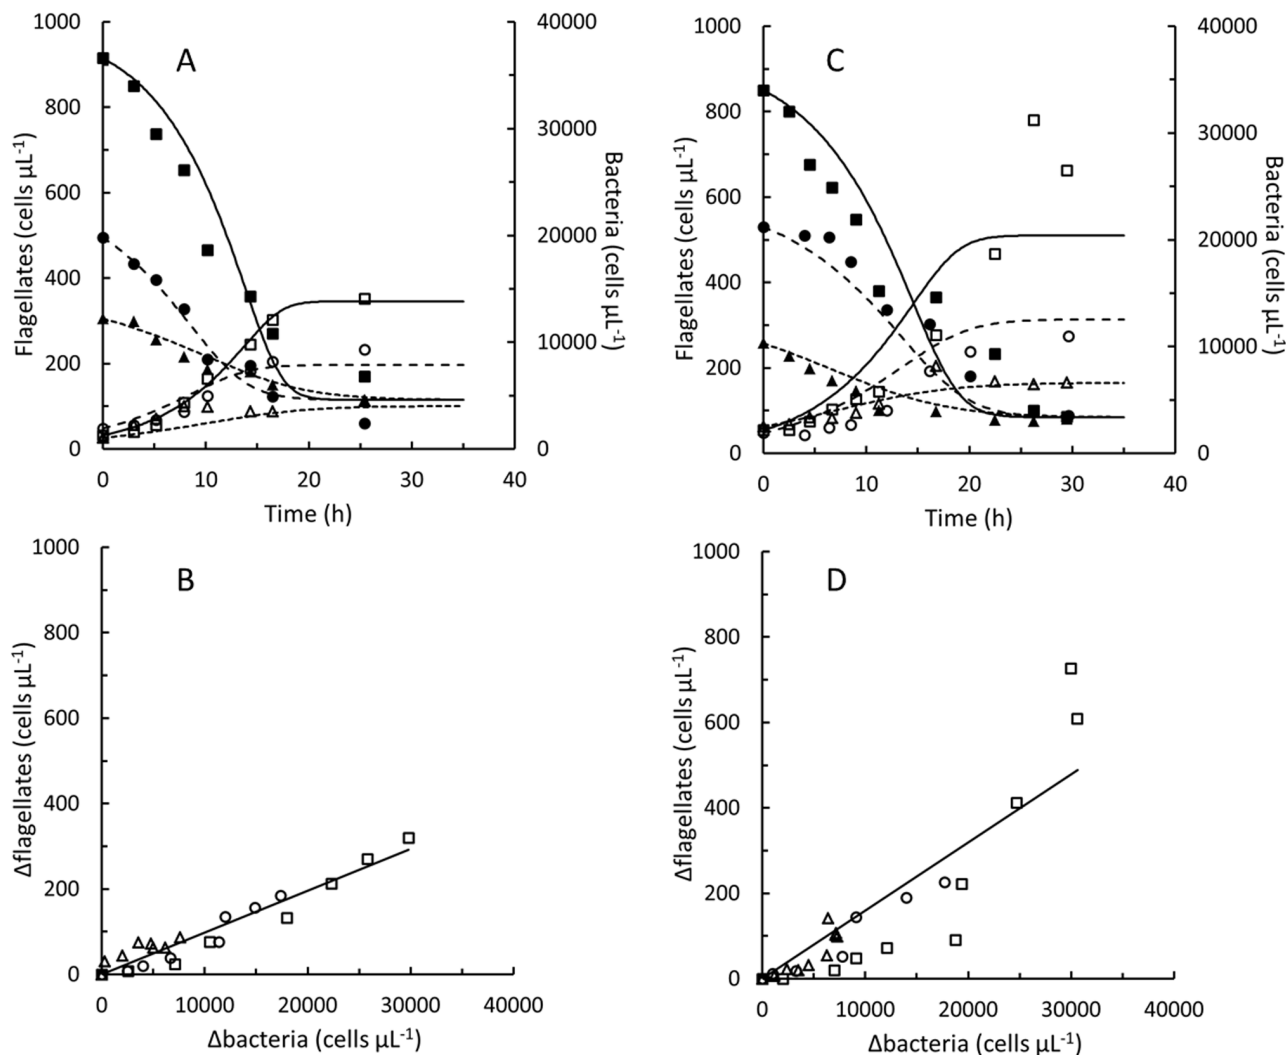 A
1000
800
600
400
200
0
40000
30000
20000
10000
0
0 10 20 30 40
Flagellates (cells µL-1)
Bacteria (cells µL-1)
Time (h)
C
1000
800
600
400
200
0
40000
30000
20000
10000
0
0 10 20 30 40
Flagellates (cells µL-1)
Bacteria (cells µL-1)
Time (h)
B
1000
800
600
400
200
0
0 10000 20000 30000 40000
Δflagellates (cells µL-1)
Δbacteria (cells µL-1)
D
1000
800
600
400
200
0
0 10000 20000 30000 40000
Δflagellates (cells µL-1)
Δbacteria (cells µL-1)